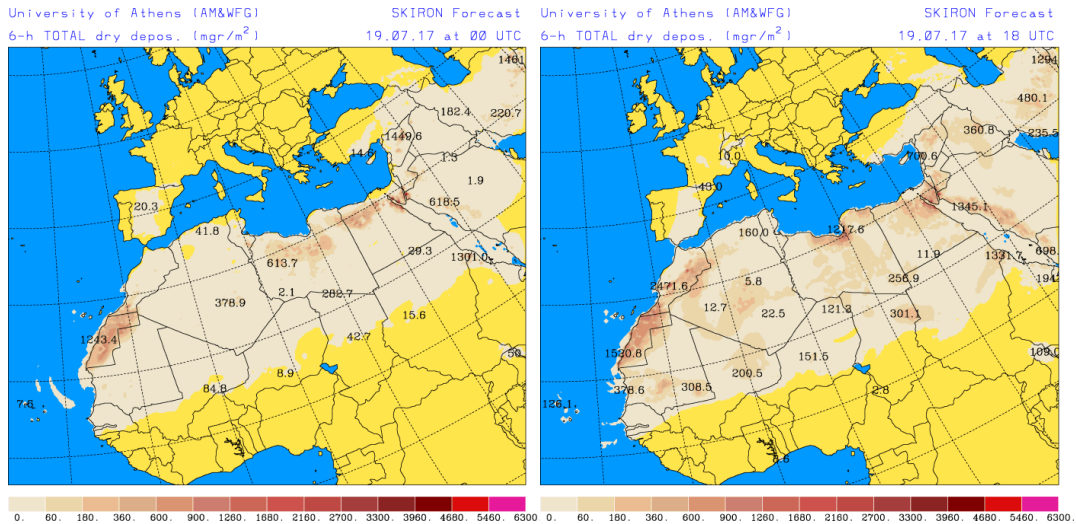 University of Athens (AM&WFG) SKIRON Forecast
6-h TOTAL dry depos. (mgr/m²) 19.07.17 at 00 UTC
1401
182.4 220.7
1449.6
14.6 1.3
1.9
20.3 618.5
41.8
29.3 1301.0
613.7
2.1 282.7
378.9
15.6
1243.4 42.7
50.
8.9
84.8
7.6
0. 60. 180. 360. 600. 900. 1280. 1680. 2160. 2700. 3300. 3960. 4680. 5460. 6300
University of Athens (AM&WFG) SKIRON Forecast
6-h TOTAL dry depos. (mgr/m²) 19.07.17 at 18 UTC
1294
480.1
360.8 235.5
10.0 700.6
43.0
1345.1
160.0 1217.6
11.9 1331.7 698.
5.8 256.9 194
2471.6
12.7 22.5 121.3 301.1
1580.8 151.5 109.0
200.5
378.6 308.5 2.8
126.1
8.8
0. 60. 180. 360. 600. 900. 1280. 1680. 2160. 2700. 3300. 3960. 4680. 5460. 6300.